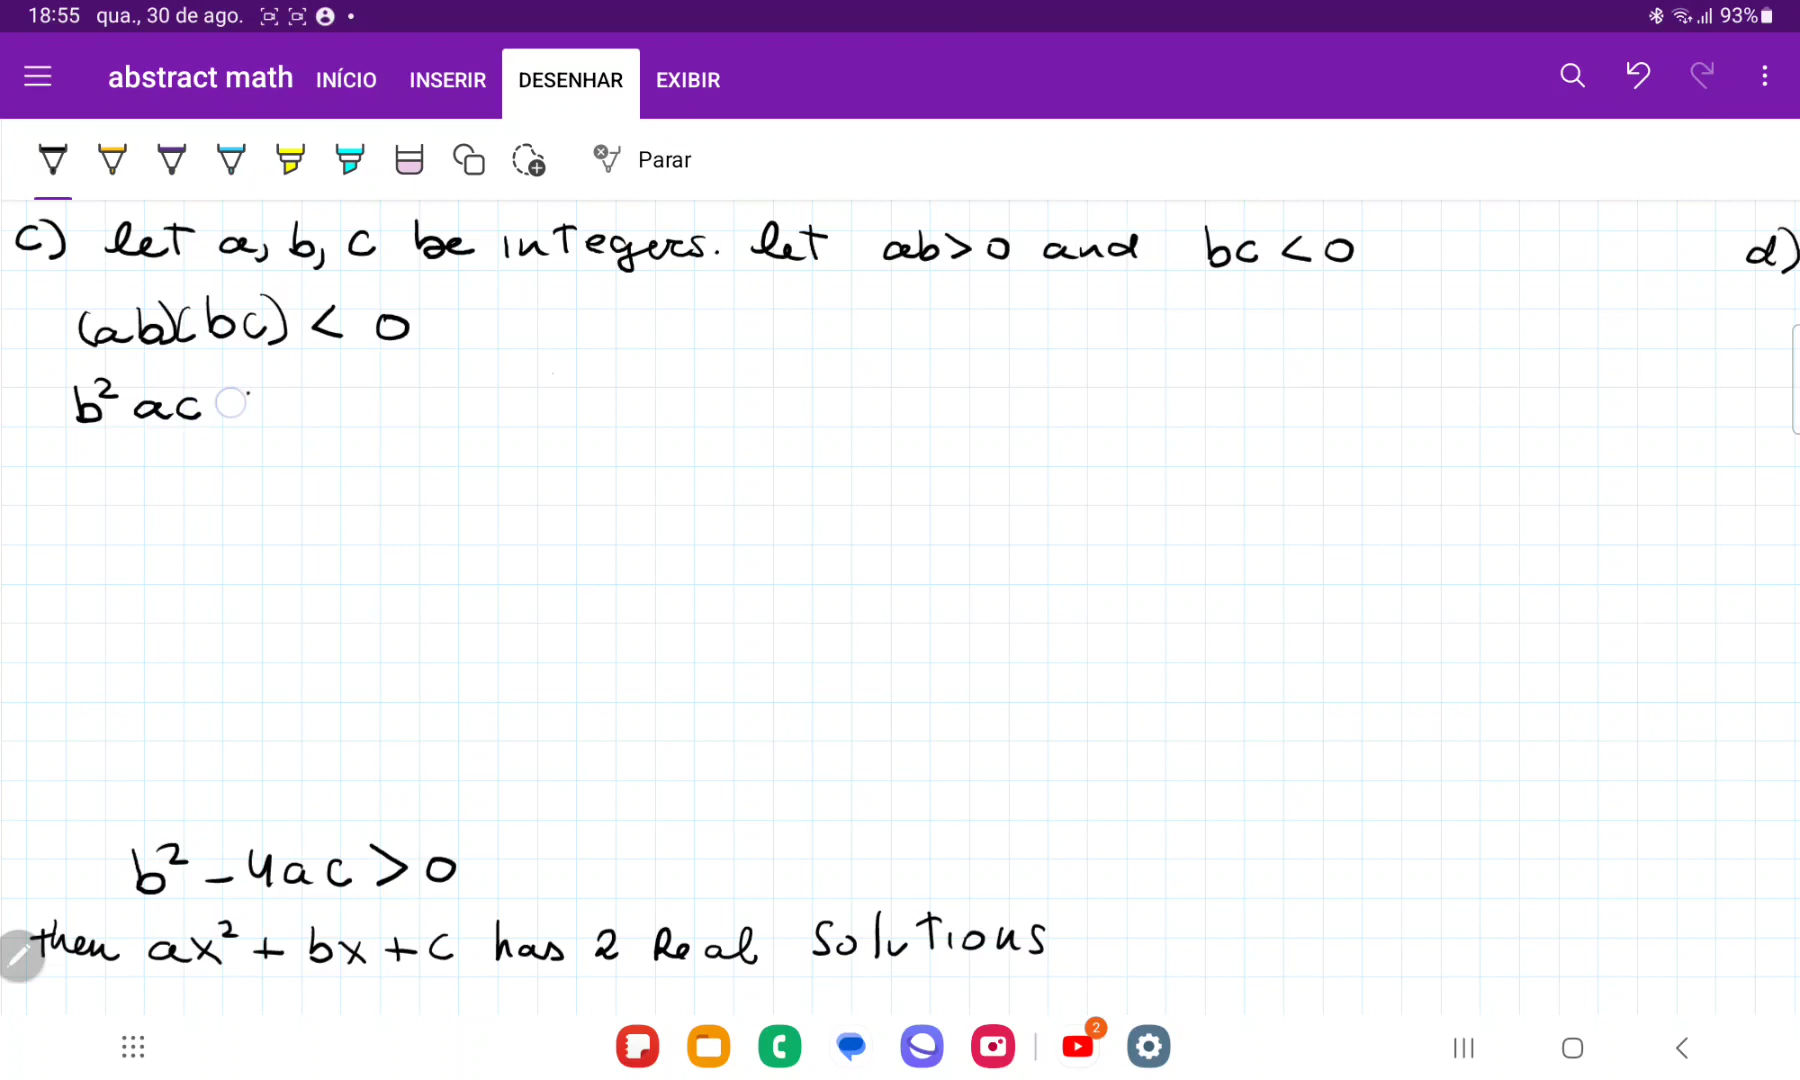 18:55 qua., 30 de ago. 93%
abstract math INÍCIO INSERIR DESENHAR EXIBIR
Parar
c) let a, b, c be integers. let ab > 0 and bc < 0
d)
(ab)(bc) < 0
b² ac
b² - 4ac > 0
then ax² + bx + c has 2 Real Solutions
2